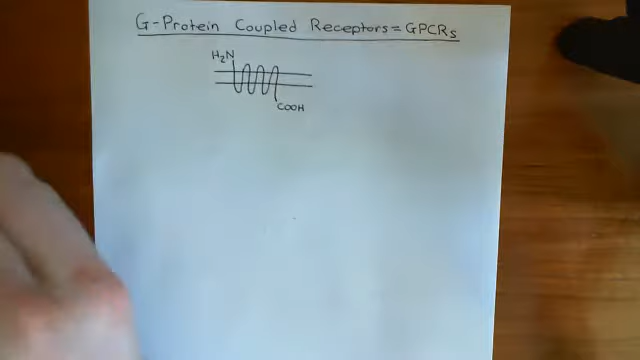 G-Protein Coupled Receptors = GPCRs
H₂N
COOH